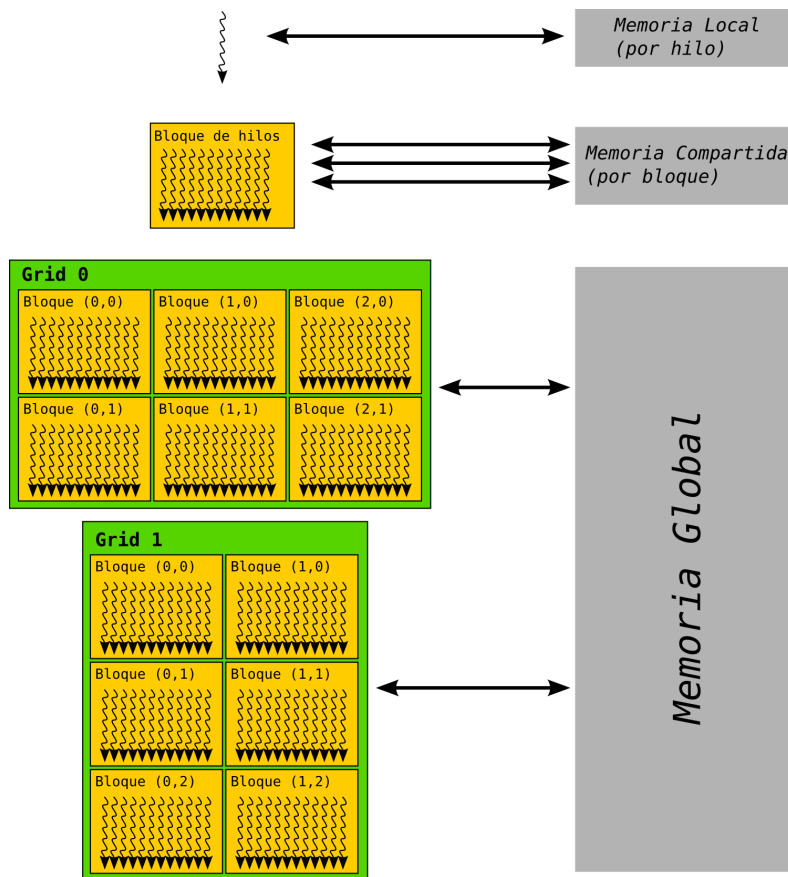 Memoria Local
(por hilo)
Bloque de hilos
Memoria Compartida
(por bloque)
Grid 0
Bloque (0,0)
Bloque (1,0)
Bloque (2,0)
Bloque (0,1)
Bloque (1,1)
Bloque (2,1)
Memoria Global
Grid 1
Bloque (0,0)
Bloque (1,0)
Bloque (0,1)
Bloque (1,1)
Bloque (0,2)
Bloque (1,2)